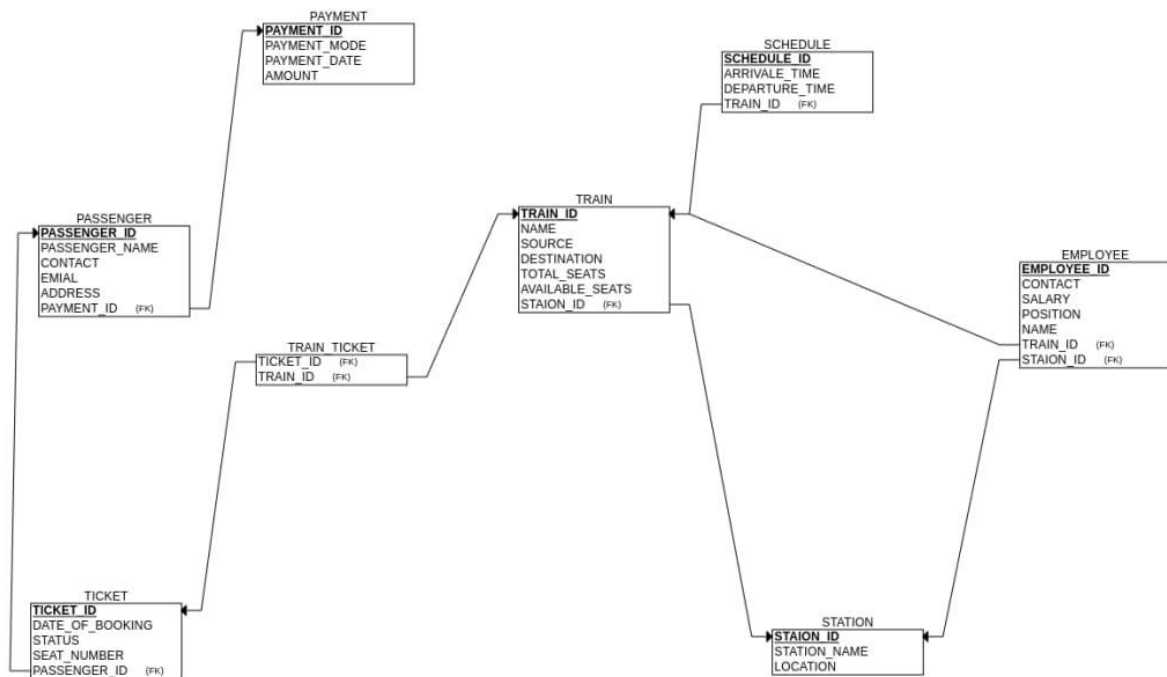 PAYMENT
PAYMENT_ID
PAYMENT_MODE
PAYMENT_DATE
AMOUNT
SCHEDULE
SCHEDULE_ID
ARRIVALE_TIME
DEPARTURE_TIME
TRAIN_ID (FK)
PASSENGER
PASSENGER_ID
PASSENGER_NAME
CONTACT
EMIAL
ADDRESS
PAYMENT_ID (FK)
TRAIN
TRAIN_ID
NAME
SOURCE
DESTINATION
TOTAL_SEATS
AVAILABLE_SEATS
STAION_ID (FK)
EMPLOYEE
EMPLOYEE_ID
CONTACT
SALARY
POSITION
NAME
TRAIN_ID (FK)
STAION_ID (FK)
TRAIN_TICKET
TICKET_ID (FK)
TRAIN_ID (FK)
TICKET
TICKET_ID
DATE_OF_BOOKING
STATUS
SEAT_NUMBER
PASSENGER_ID (FK)
STATION
STAION_ID
STATION_NAME
LOCATION